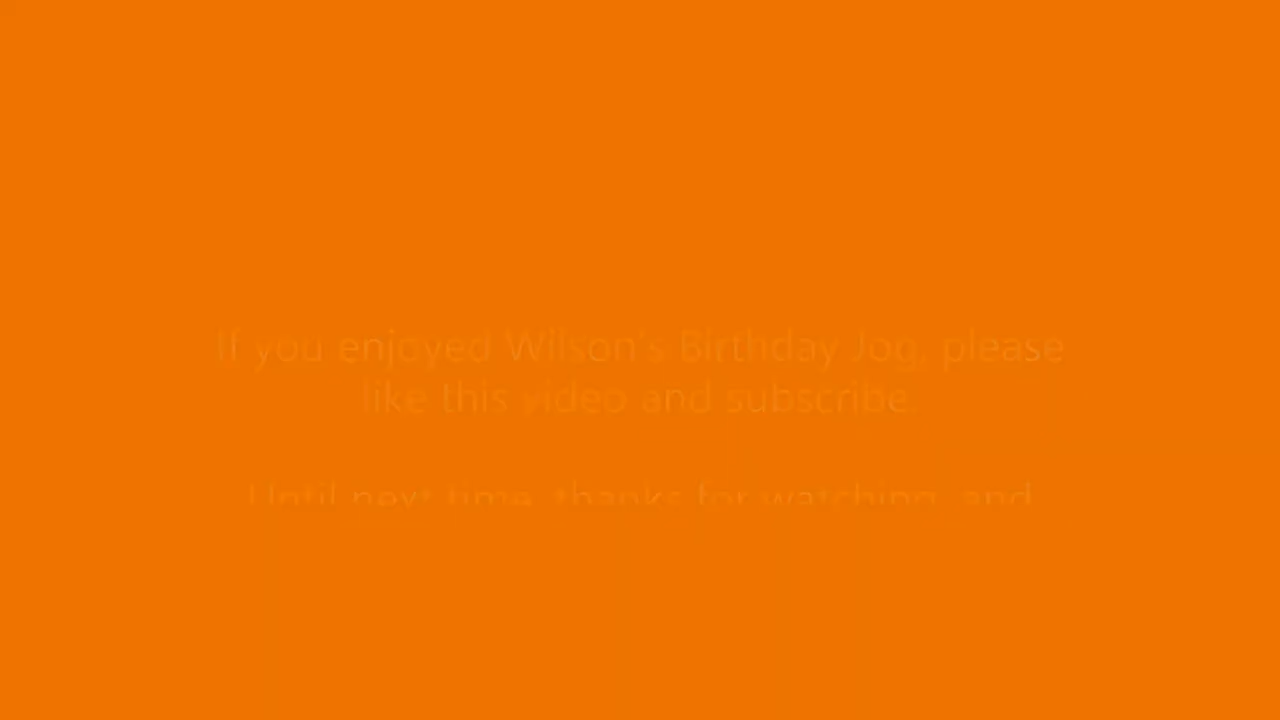 If you enjoyed Wilson's Birthday Jog, please
like this video and subscribe.
Until next time, thanks for watching, and